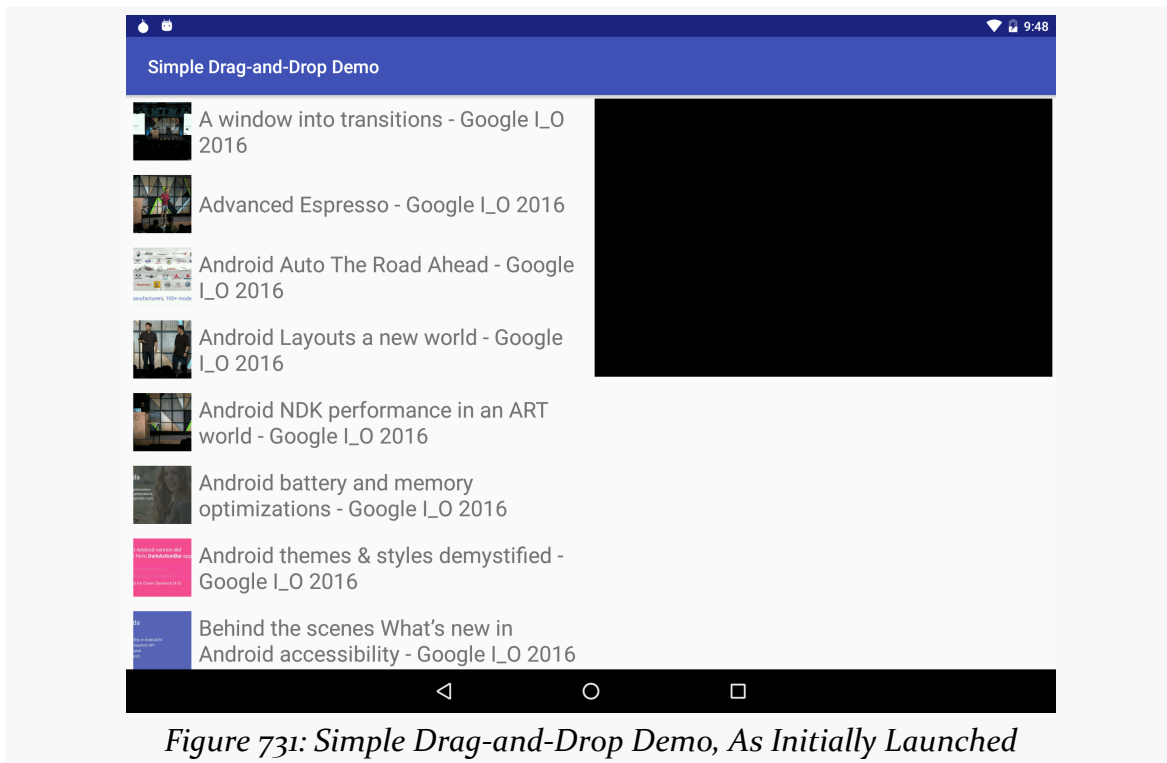 9:48
Simple Drag-and-Drop Demo
A window into transitions - Google I_O
2016
Advanced Espresso - Google I_O 2016
Android Auto The Road Ahead - Google
I_O 2016
anufacturers, 100+ mode
Android Layouts a new world - Google
I_O 2016
Android NDK performance in an ART
world - Google I_O 2016
Android battery and memory
optimizations - Google I_O 2016
Android themes & styles demystified -
Google I_O 2016
Behind the scenes What's new in
Android accessibility - Google I_O 2016
Figure 731: Simple Drag-and-Drop Demo, As Initially Launched